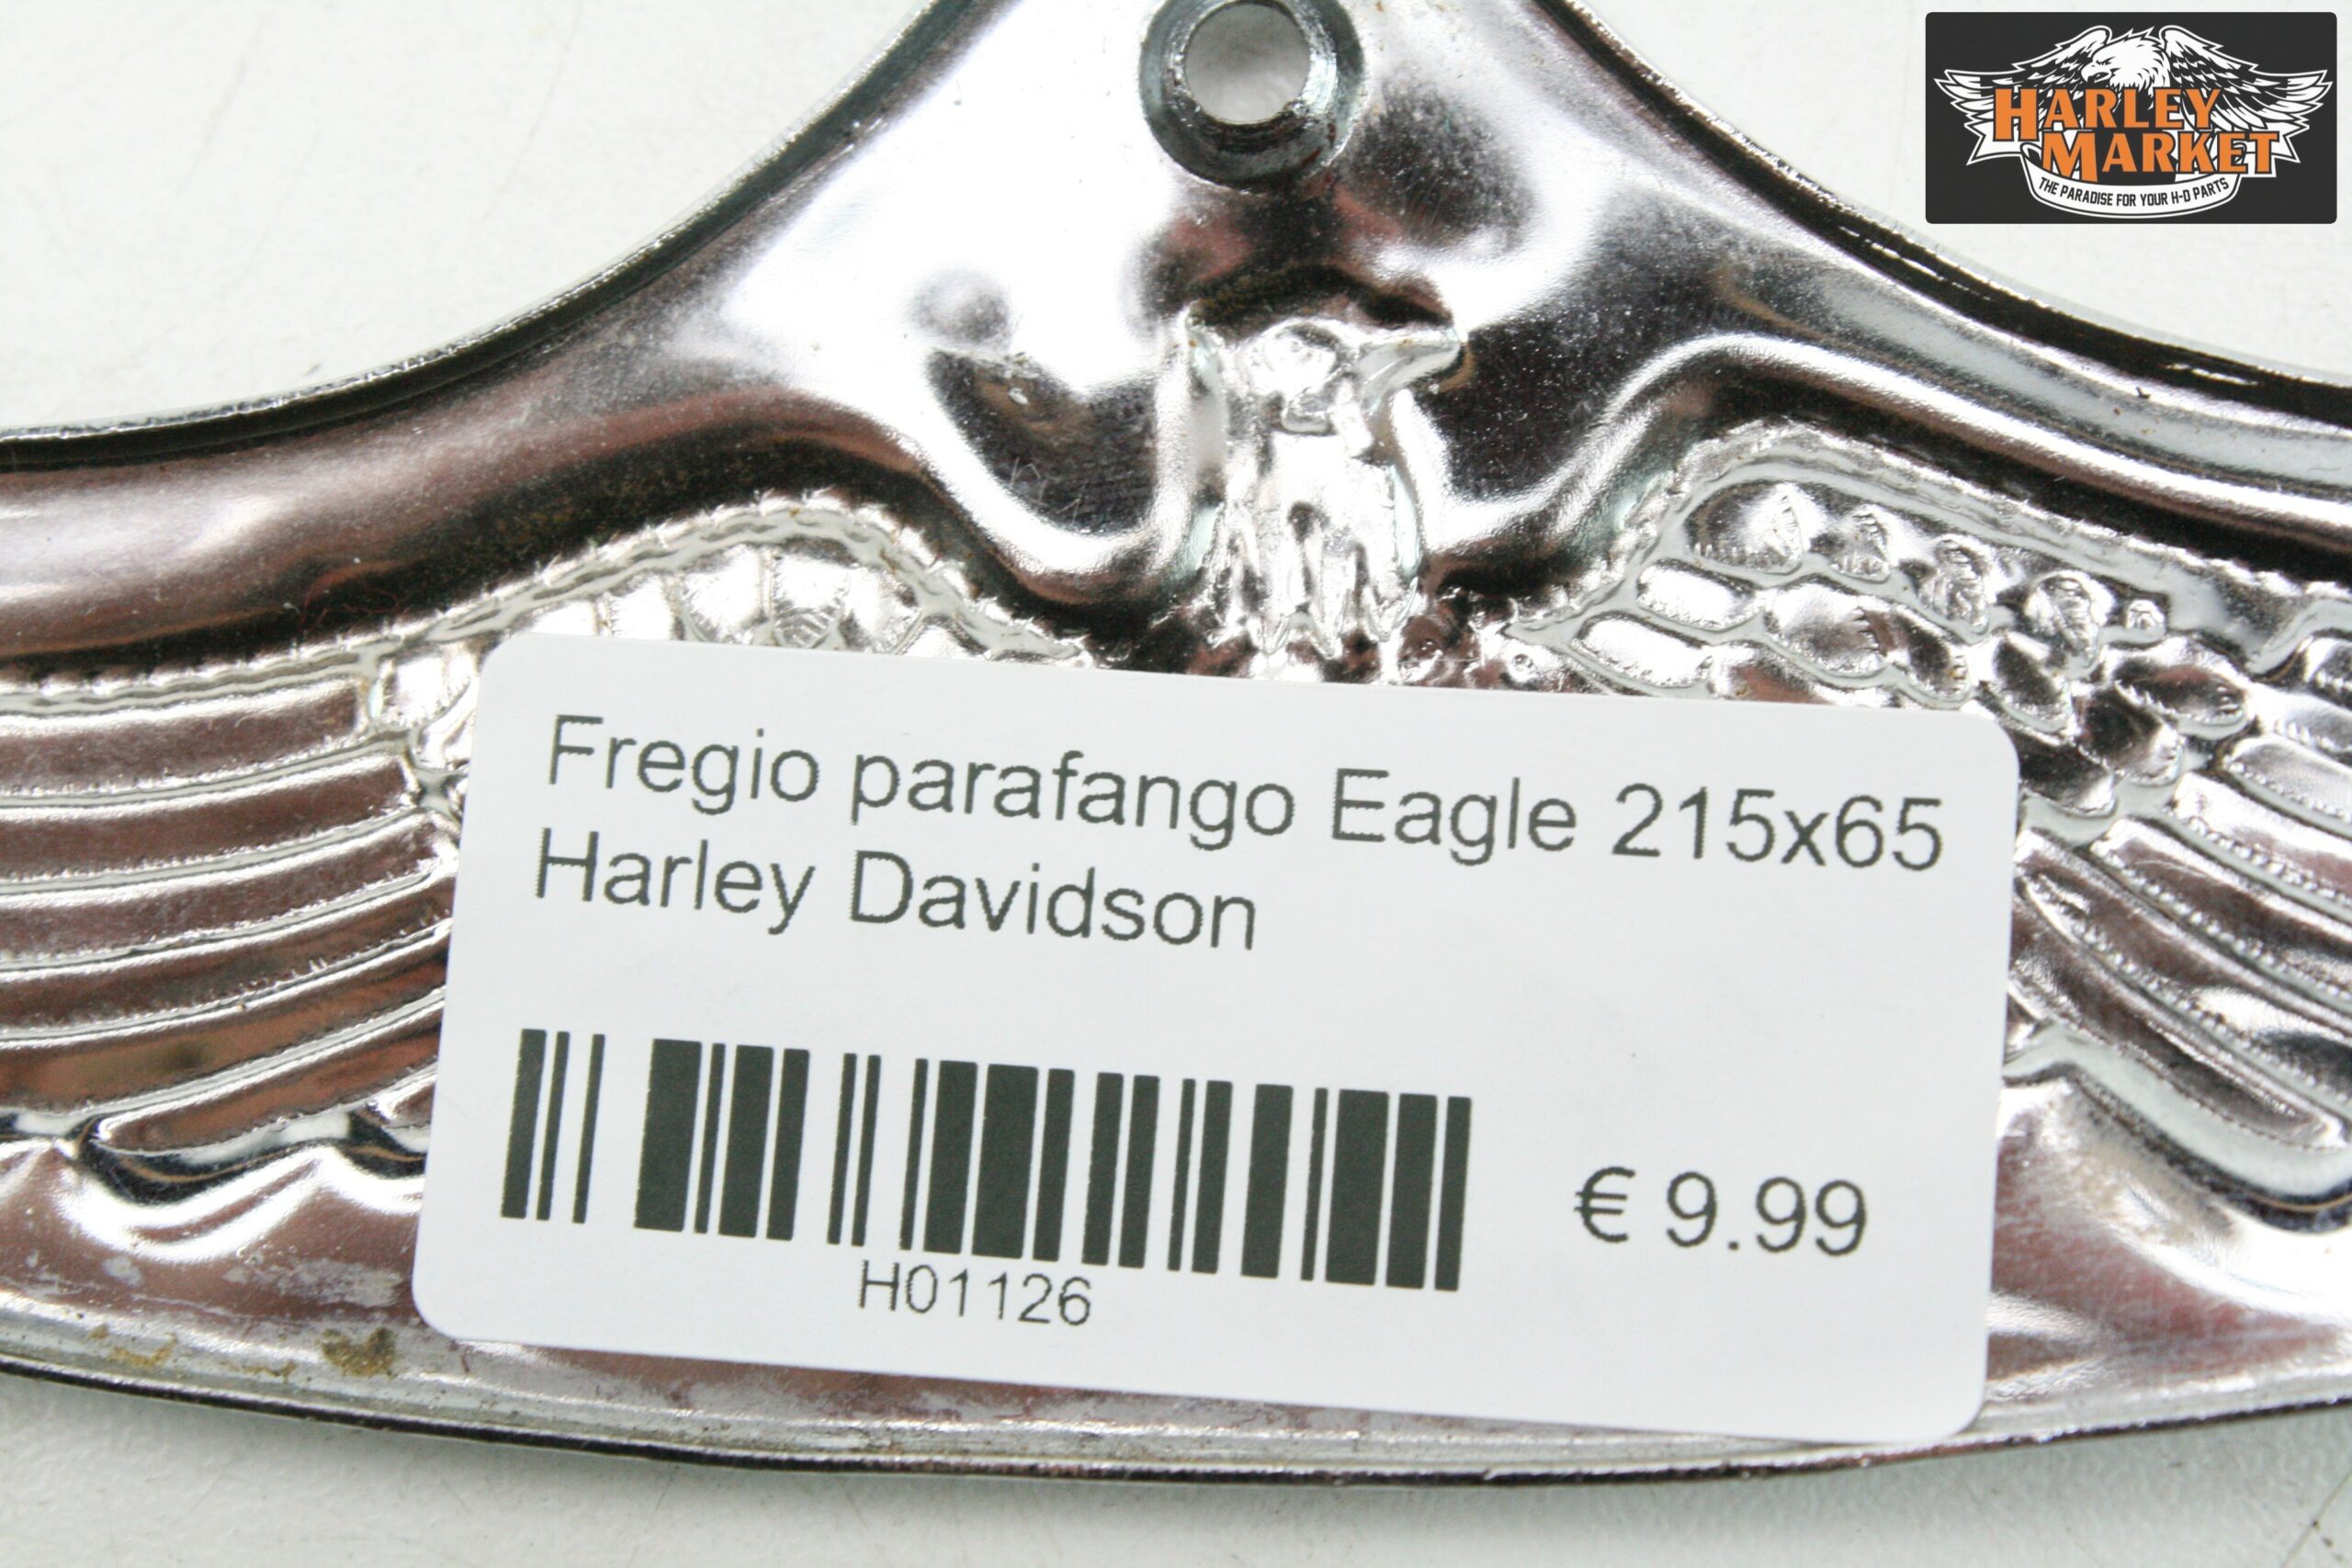 HARLEY
MARKET
THE PARADISE FOR YOUR H-D PARTS
Fregio parafango Eagle 215x65
Harley Davidson
€ 9.99
H01126